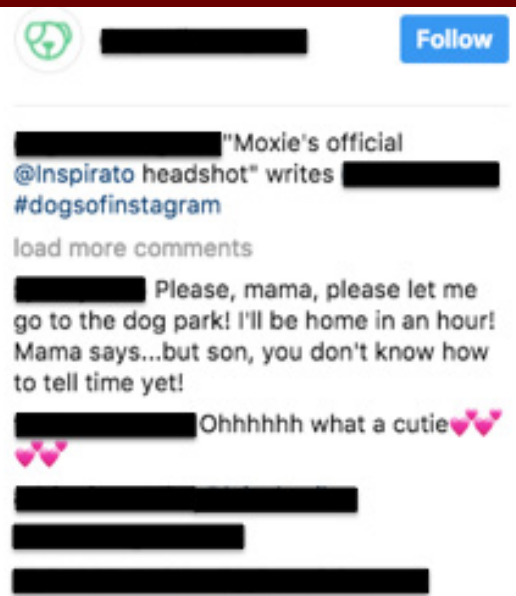 Follow
"Moxie's official
@Inspirato headshot" writes
#dogsofinstagram
load more comments
Please, mama, please let me
go to the dog park! I'll be home in an hour!
Mama says...but son, you don't know how
to tell time yet!
Ohhhhhh what a cutie💕💕
💕💕